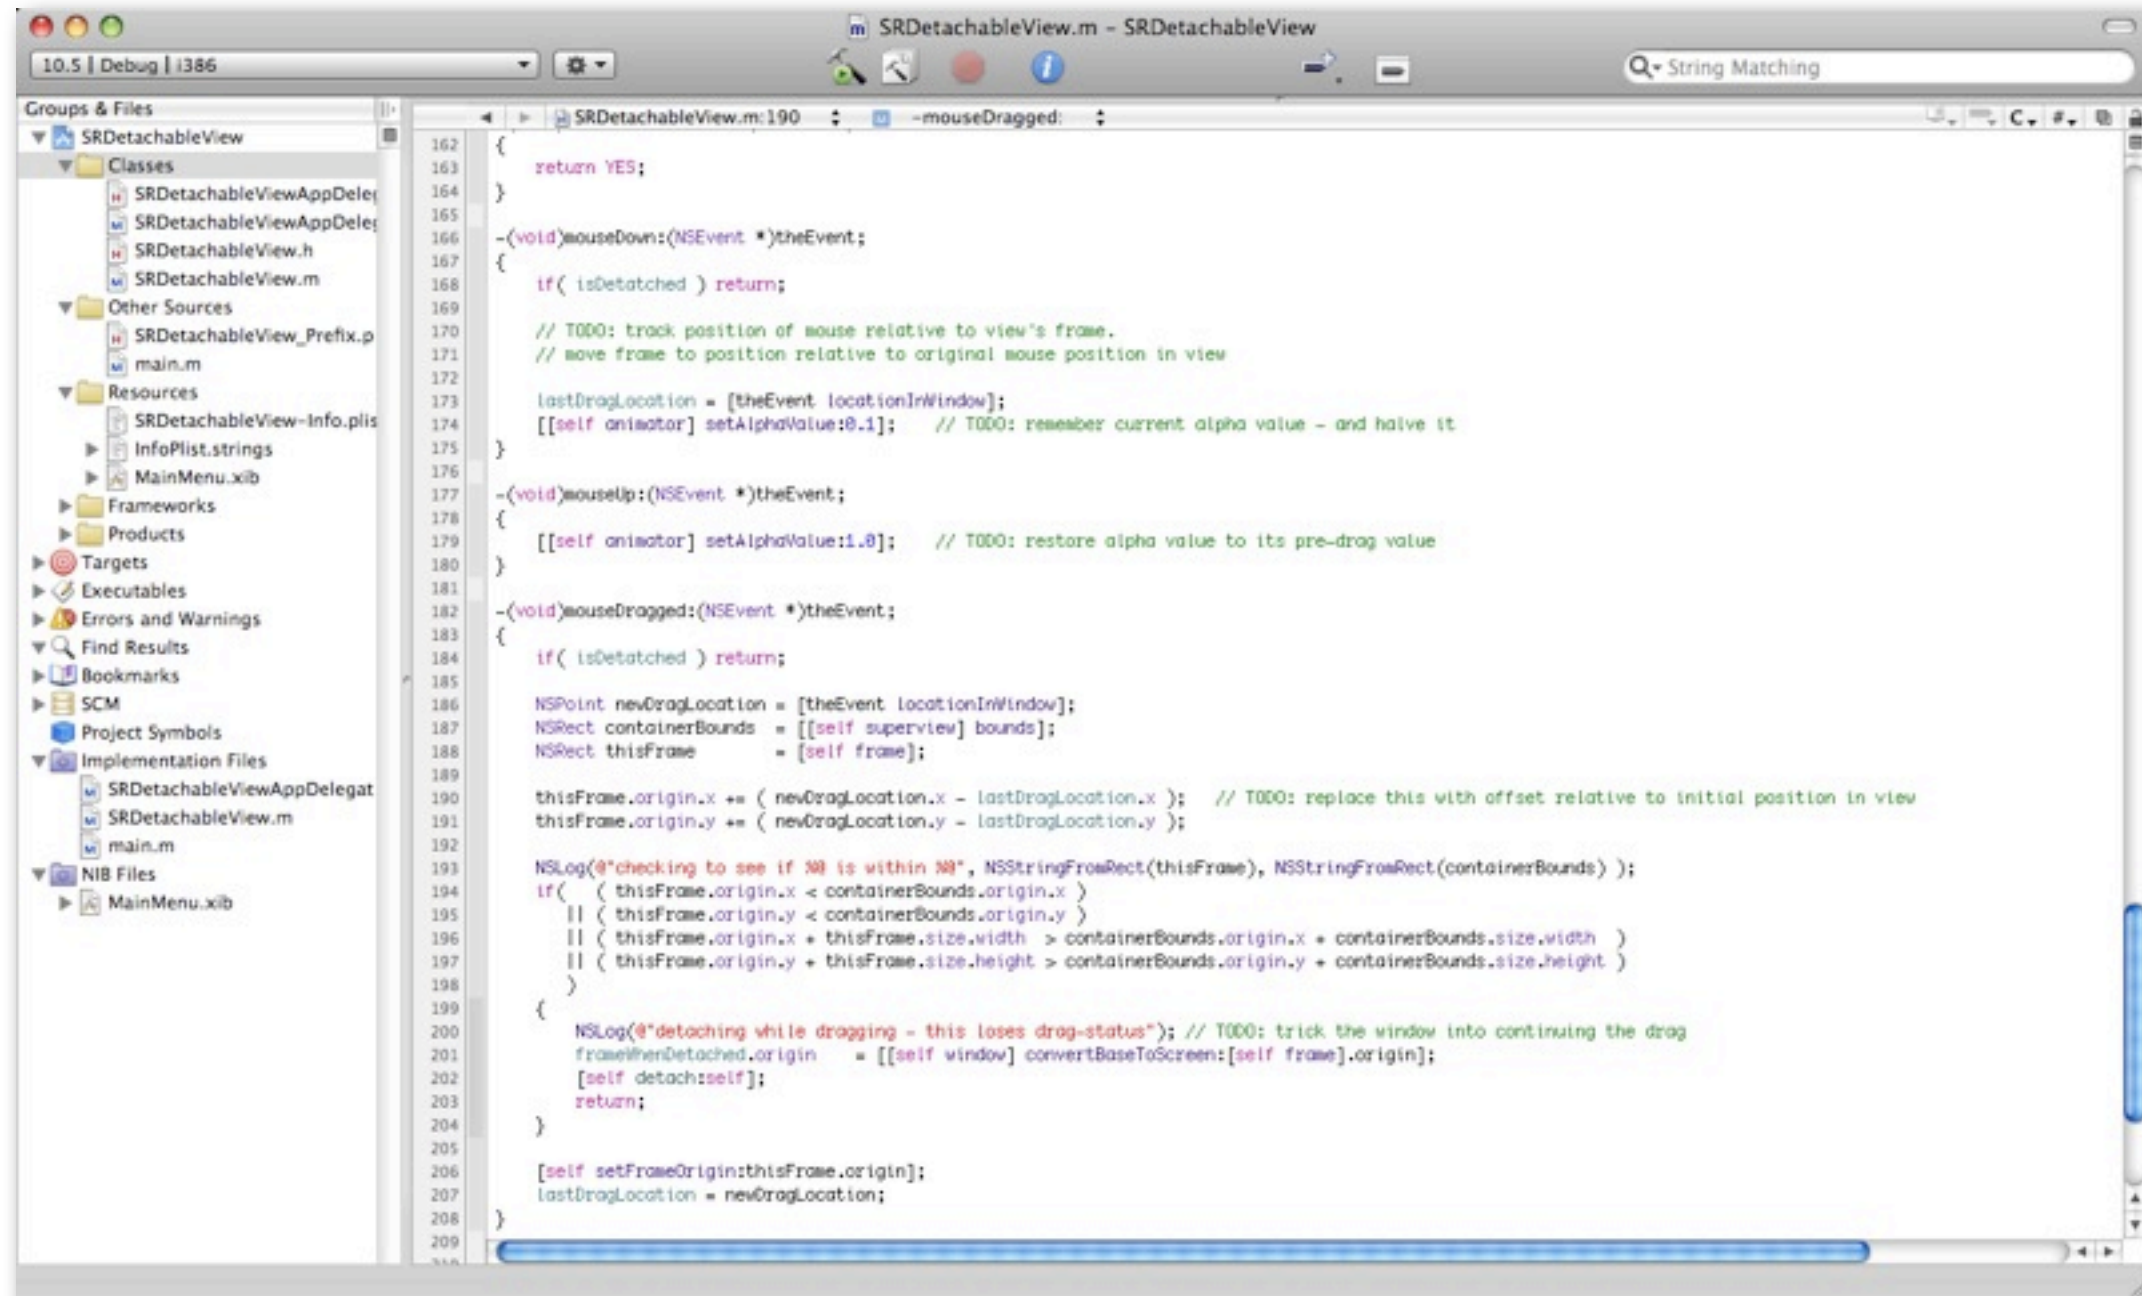 SRDetachableView.m – SRDetachableView
10.5 | Debug | i386
String Matching
Groups & Files
SRDetachableView
Classes
SRDetachableViewAppDeleg
SRDetachableViewAppDeleg
SRDetachableView.h
SRDetachableView.m
Other Sources
SRDetachableView_Prefix.p
main.m
Resources
SRDetachableView-Info.plis
InfoPlist.strings
MainMenu.xib
Frameworks
Products
Targets
Executables
Errors and Warnings
Find Results
Bookmarks
SCM
Project Symbols
Implementation Files
SRDetachableViewAppDelegat
SRDetachableView.m
main.m
NIB Files
MainMenu.xib
SRDetachableView.m:190 -mouseDragged: C #
162 {
163 return YES;
164 }
165
166 -(void)mouseDown:(NSEvent *)theEvent;
167 {
168 if( isDetatched ) return;
169
170 // TODO: track position of mouse relative to view's frame.
171 // move frame to position relative to original mouse position in view
172
173 lastDragLocation = [theEvent locationInWindow];
174 [[self animator] setAlphaValue:0.1]; // TODO: remember current alpha value – and halve it
175 }
176
177 -(void)mouseUp:(NSEvent *)theEvent;
178 {
179 [[self animator] setAlphaValue:1.0]; // TODO: restore alpha value to its pre-drag value
180 }
181
182 -(void)mouseDragged:(NSEvent *)theEvent;
183 {
184 if( isDetatched ) return;
185
186 NSPoint newDragLocation = [theEvent locationInWindow];
187 NSRect containerBounds = [[self superview] bounds];
188 NSRect thisFrame = [self frame];
189
190 thisFrame.origin.x += ( newDragLocation.x - lastDragLocation.x ); // TODO: replace this with offset relative to initial position in view
191 thisFrame.origin.y += ( newDragLocation.y - lastDragLocation.y );
192
193 NSLog(@"checking to see if %@ is within %@", NSStringFromRect(thisFrame), NSStringFromRect(containerBounds) );
194 if( ( thisFrame.origin.x < containerBounds.origin.x )
195 || ( thisFrame.origin.y < containerBounds.origin.y )
196 || ( thisFrame.origin.x + thisFrame.size.width > containerBounds.origin.x + containerBounds.size.width )
197 || ( thisFrame.origin.y + thisFrame.size.height > containerBounds.origin.y + containerBounds.size.height )
198 )
199 {
200 NSLog(@"detaching while dragging - this loses drag-status"); // TODO: trick the window into continuing the drag
201 frameWhenDetached.origin = [[self window] convertBaseToScreen:[self frame].origin];
202 [self detach:self];
203 return;
204 }
205
206 [self setFrameOrigin:thisFrame.origin];
207 lastDragLocation = newDragLocation;
208 }
209